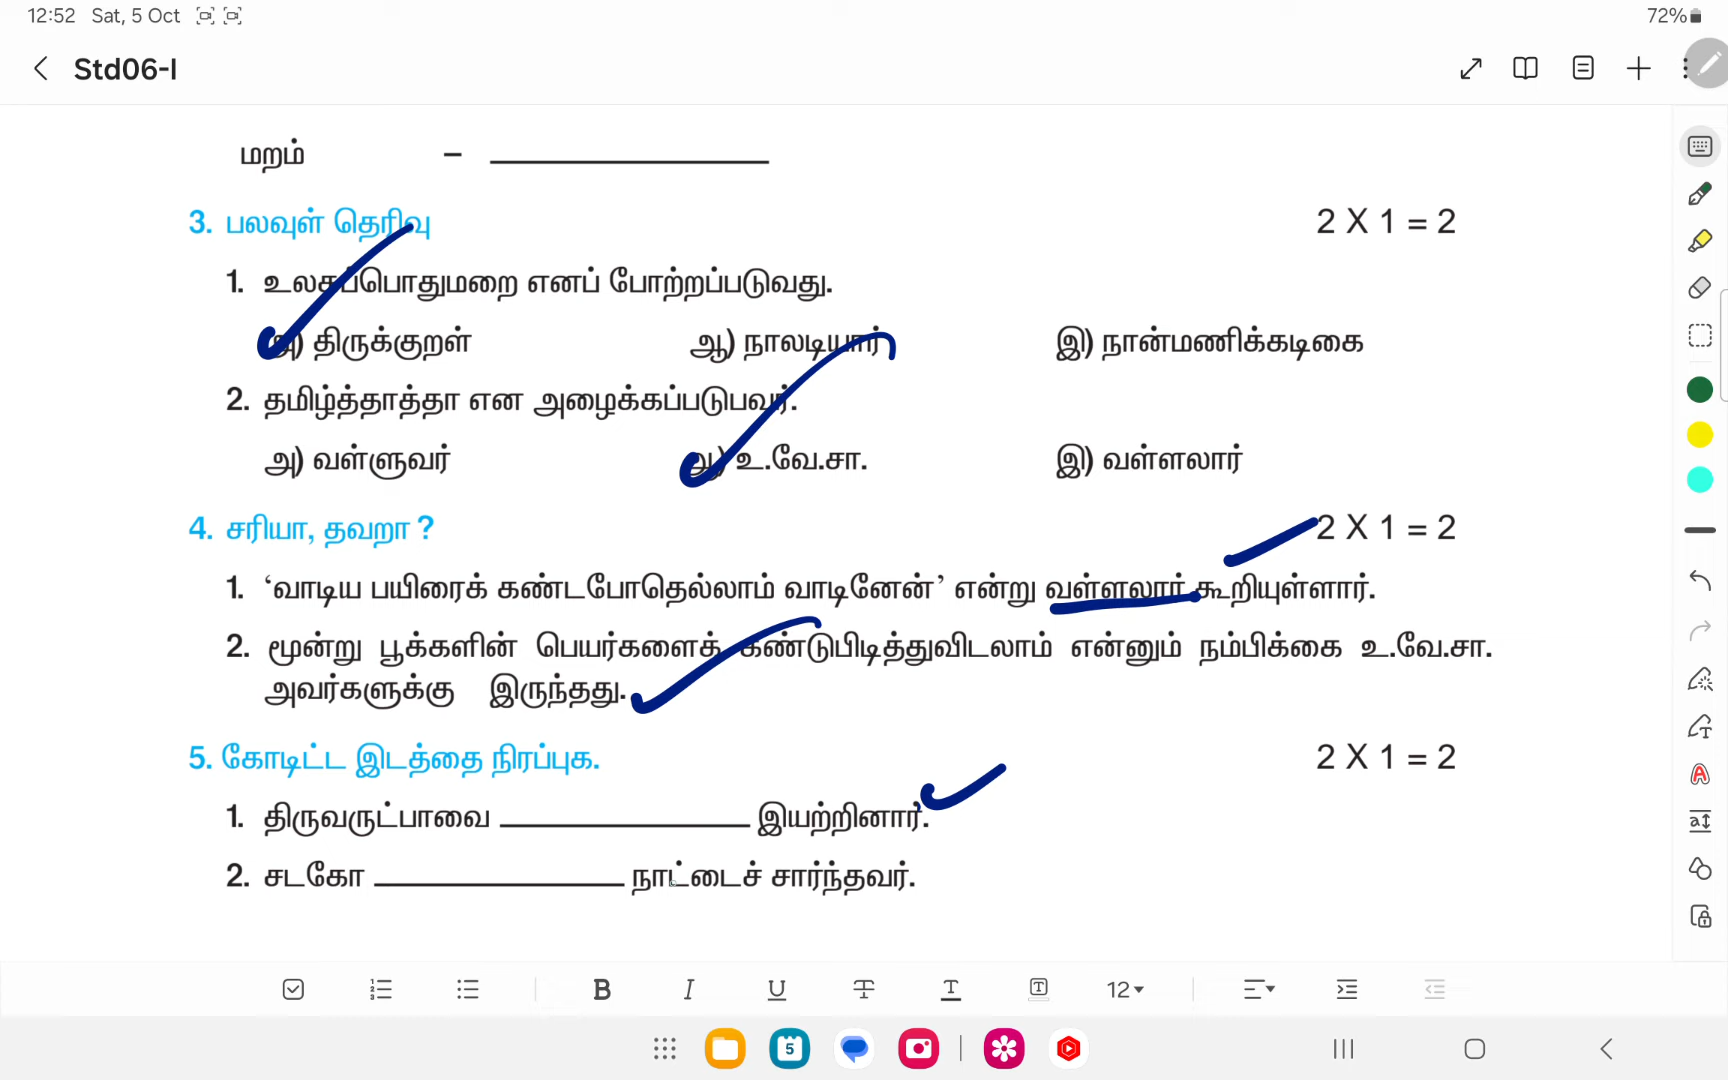 12:52 Sat, 5 Oct
72%
Std06-I
மறம் –
3. பலவுள் தெரிவு 2 X 1 = 2
1. உலகப்பொதுமறை எனப் போற்றப்படுவது.
அ) திருக்குறள் ஆ) நாலடியார் இ) நான்மணிக்கடிகை
2. தமிழ்த்தாத்தா என அழைக்கப்படுபவர்.
அ) வள்ளுவர் ஆ) உ.வே.சா. இ) வள்ளலார்
4. சரியா, தவறா ? 2 X 1 = 2
1. ‘வாடிய பயிரைக் கண்டபோதெல்லாம் வாடினேன்’ என்று வள்ளலார் கூறியுள்ளார்.
2. மூன்று பூக்களின் பெயர்களைக் கண்டுபிடித்துவிடலாம் என்னும் நம்பிக்கை உ.வே.சா.
அவர்களுக்கு இருந்தது.
5. கோடிட்ட இடத்தை நிரப்புக. 2 X 1 = 2
1. திருவருட்பாவை ____________ இயற்றினார்.
2. சடகோ ____________ நாட்டைச் சார்ந்தவர்.
12
5